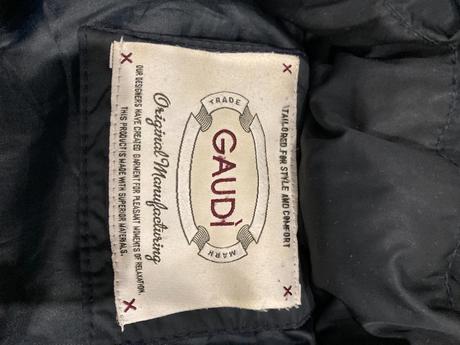 TAILORED FOR STYLE AND COMFORT
TRADE
GAUDÌ
MARK
Original Manufacturing
OUR DESIGNERS HAVE CREATED GARMENT FOR PLEASANT MOMENTS OF RELAXATION.
THIS PRODUCT IS MADE WITH SUPERIOR MATERIALS.